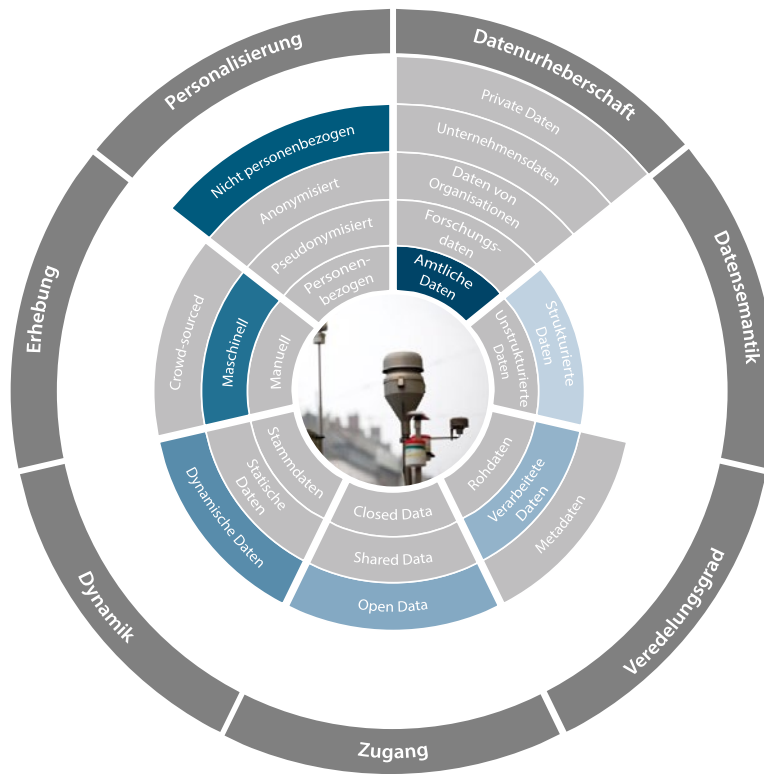 Personalisierung
Nicht personenbezogen
Anonymisiert
Pseudonymisiert
Personen-
bezogen
Datenurheberschaft
Private Daten
Unternehmensdaten
Daten von
Organisationen
Forschungs-
daten
Amtliche
Daten
Datensemantik
Strukturierte
Daten
Unstrukturierte
Daten
Veredelungsgrad
Rohdaten
Verarbeitete
Daten
Metadaten
Zugang
Closed Data
Shared Data
Open Data
Dynamik
Stammdaten
Statische
Daten
Dynamische Daten
Erhebung
Crowd-sourced
Maschinell
Manuell